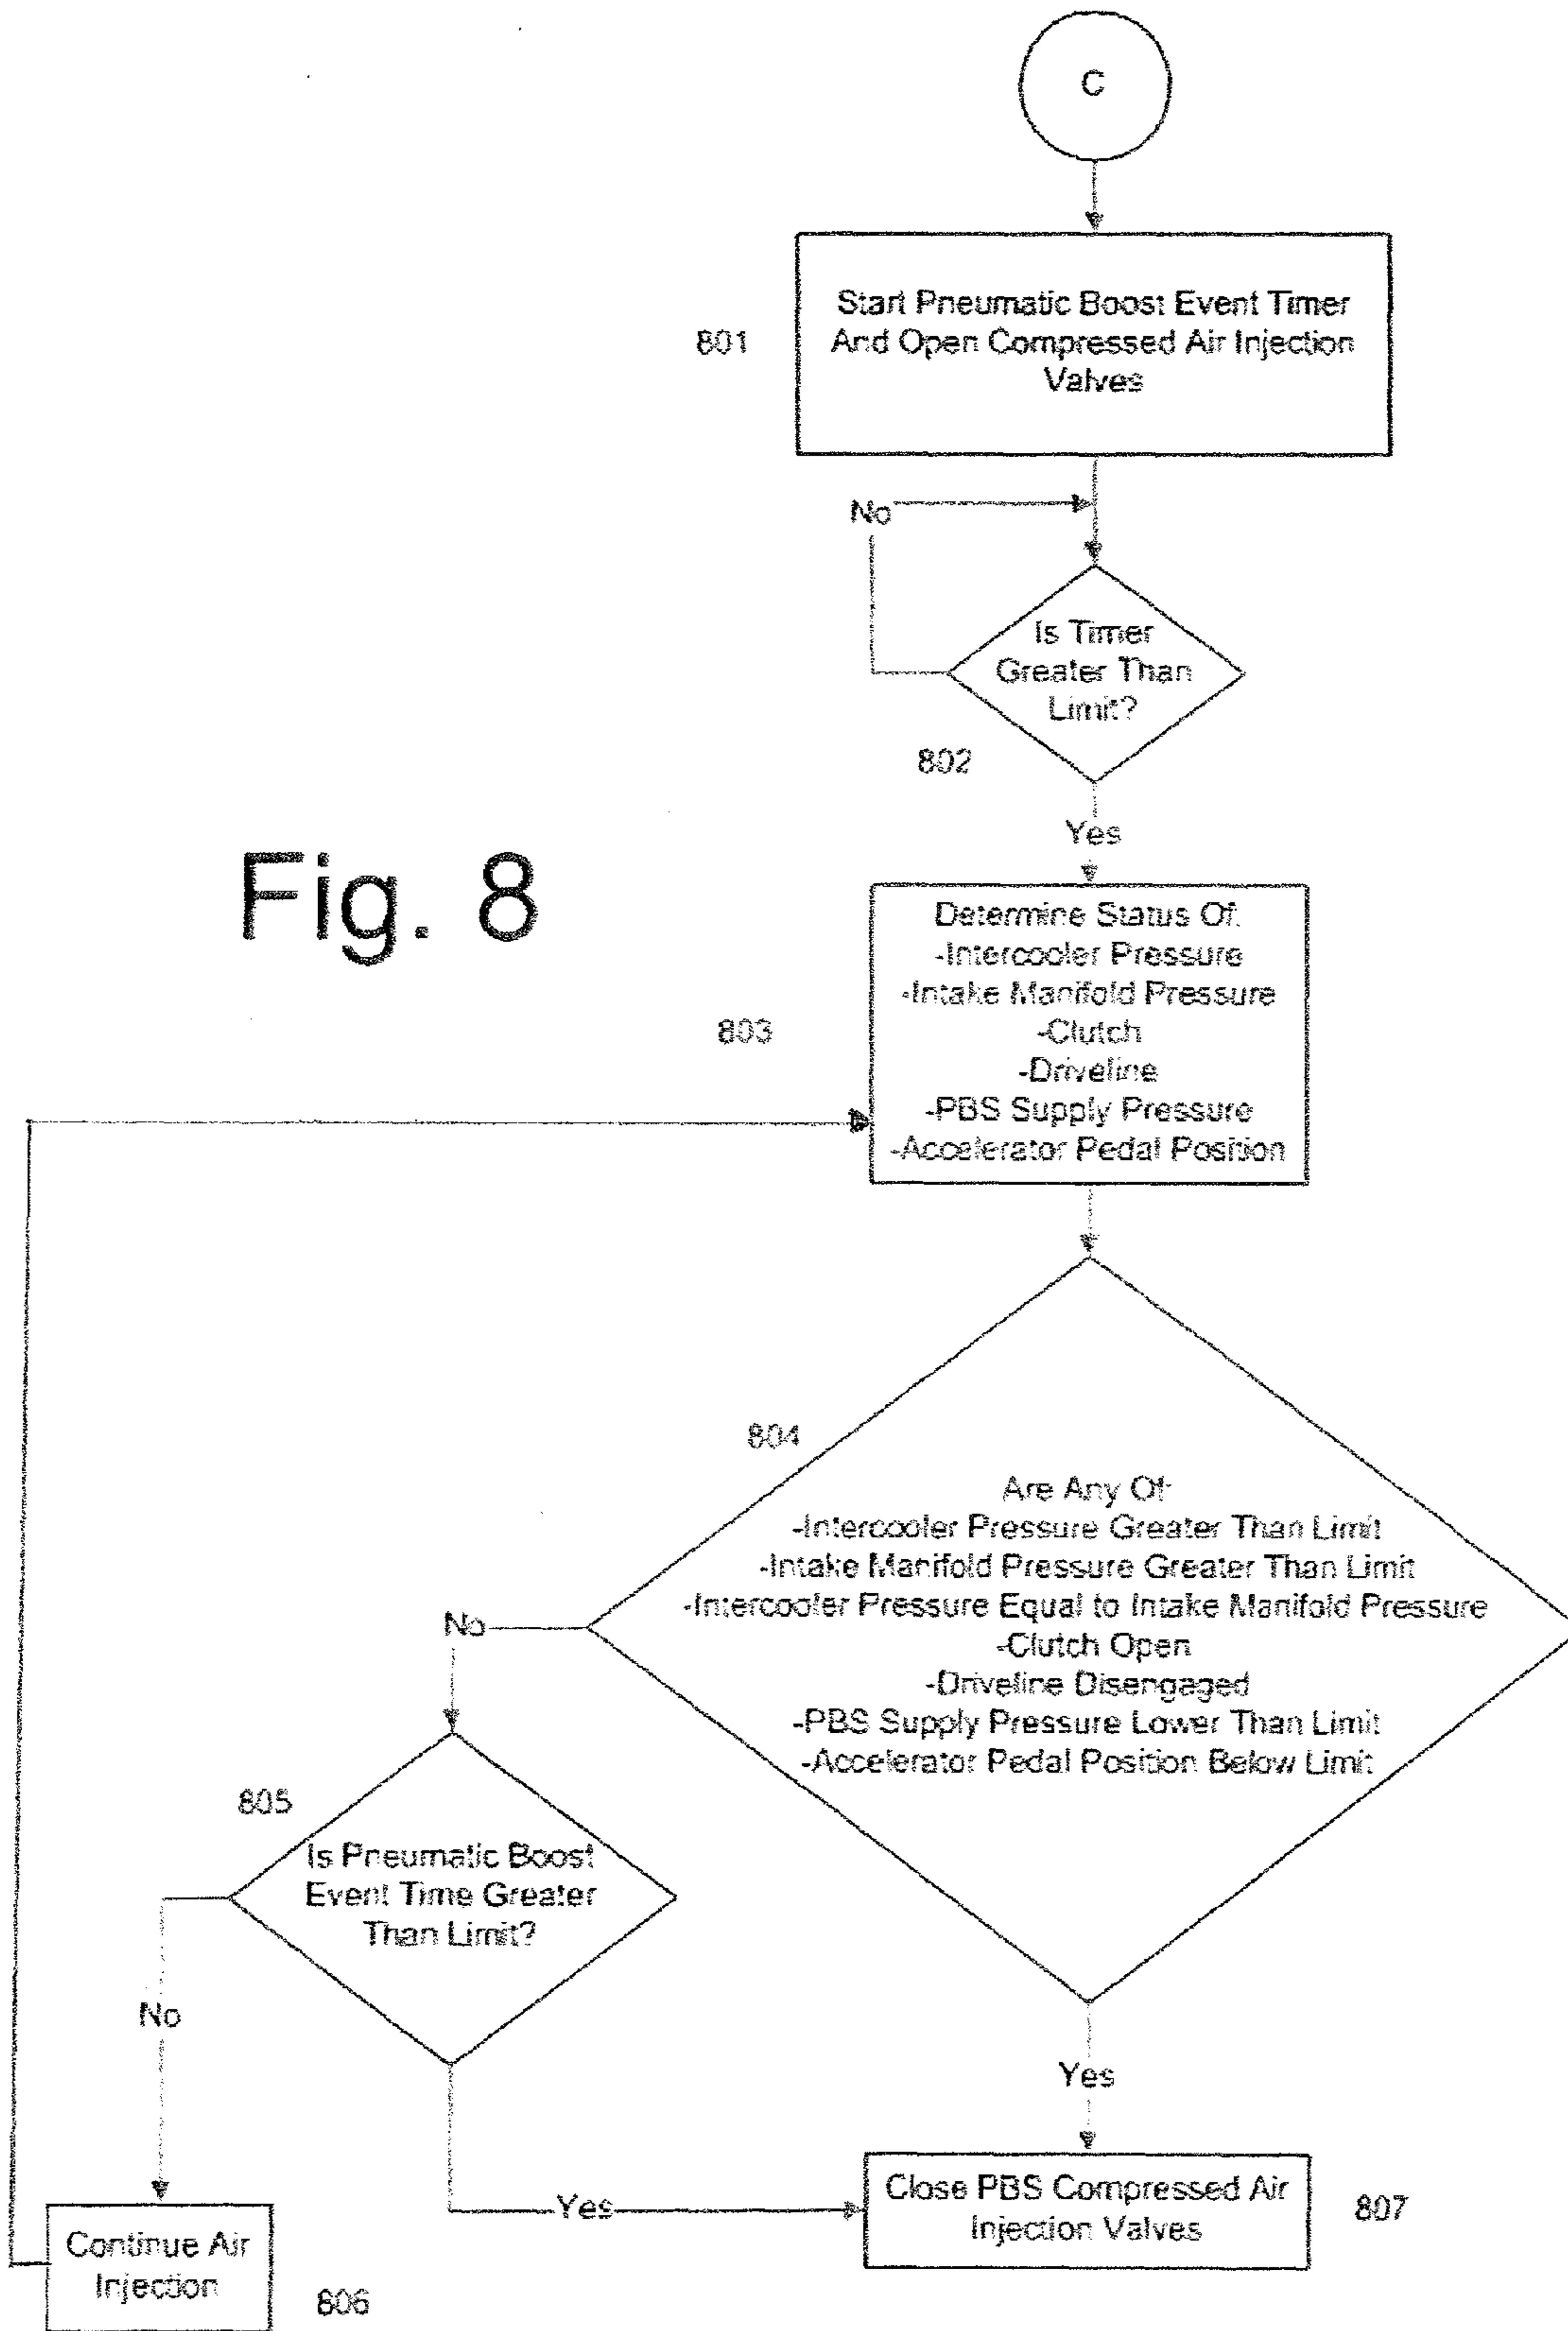 C
Start Pneumatic Boost Event Timer
And Open Compressed Air Injection
Valves
801
No
Is Timer
Greater Than
Limit?
802
Yes
Fig. 8
Determine Status Of:
-Intercooler Pressure
-Intake Manifold Pressure
-Clutch
-Driveline
-PBS Supply Pressure
-Accelerator Pedal Position
803
804
Are Any Of
-Intercooler Pressure Greater Than Limit
-Intake Manifold Pressure Greater Than Limit
-Intercooler Pressure Equal to Intake Manifold Pressure
-Clutch Open
-Driveline Disengaged
-PBS Supply Pressure Lower Than Limit
-Accelerator Pedal Position Below Limit
No
805
Is Pneumatic Boost
Event Time Greater
Than Limit?
No
Yes
Yes
Close PBS Compressed Air
Injection Valves
807
Continue Air
Injection
806